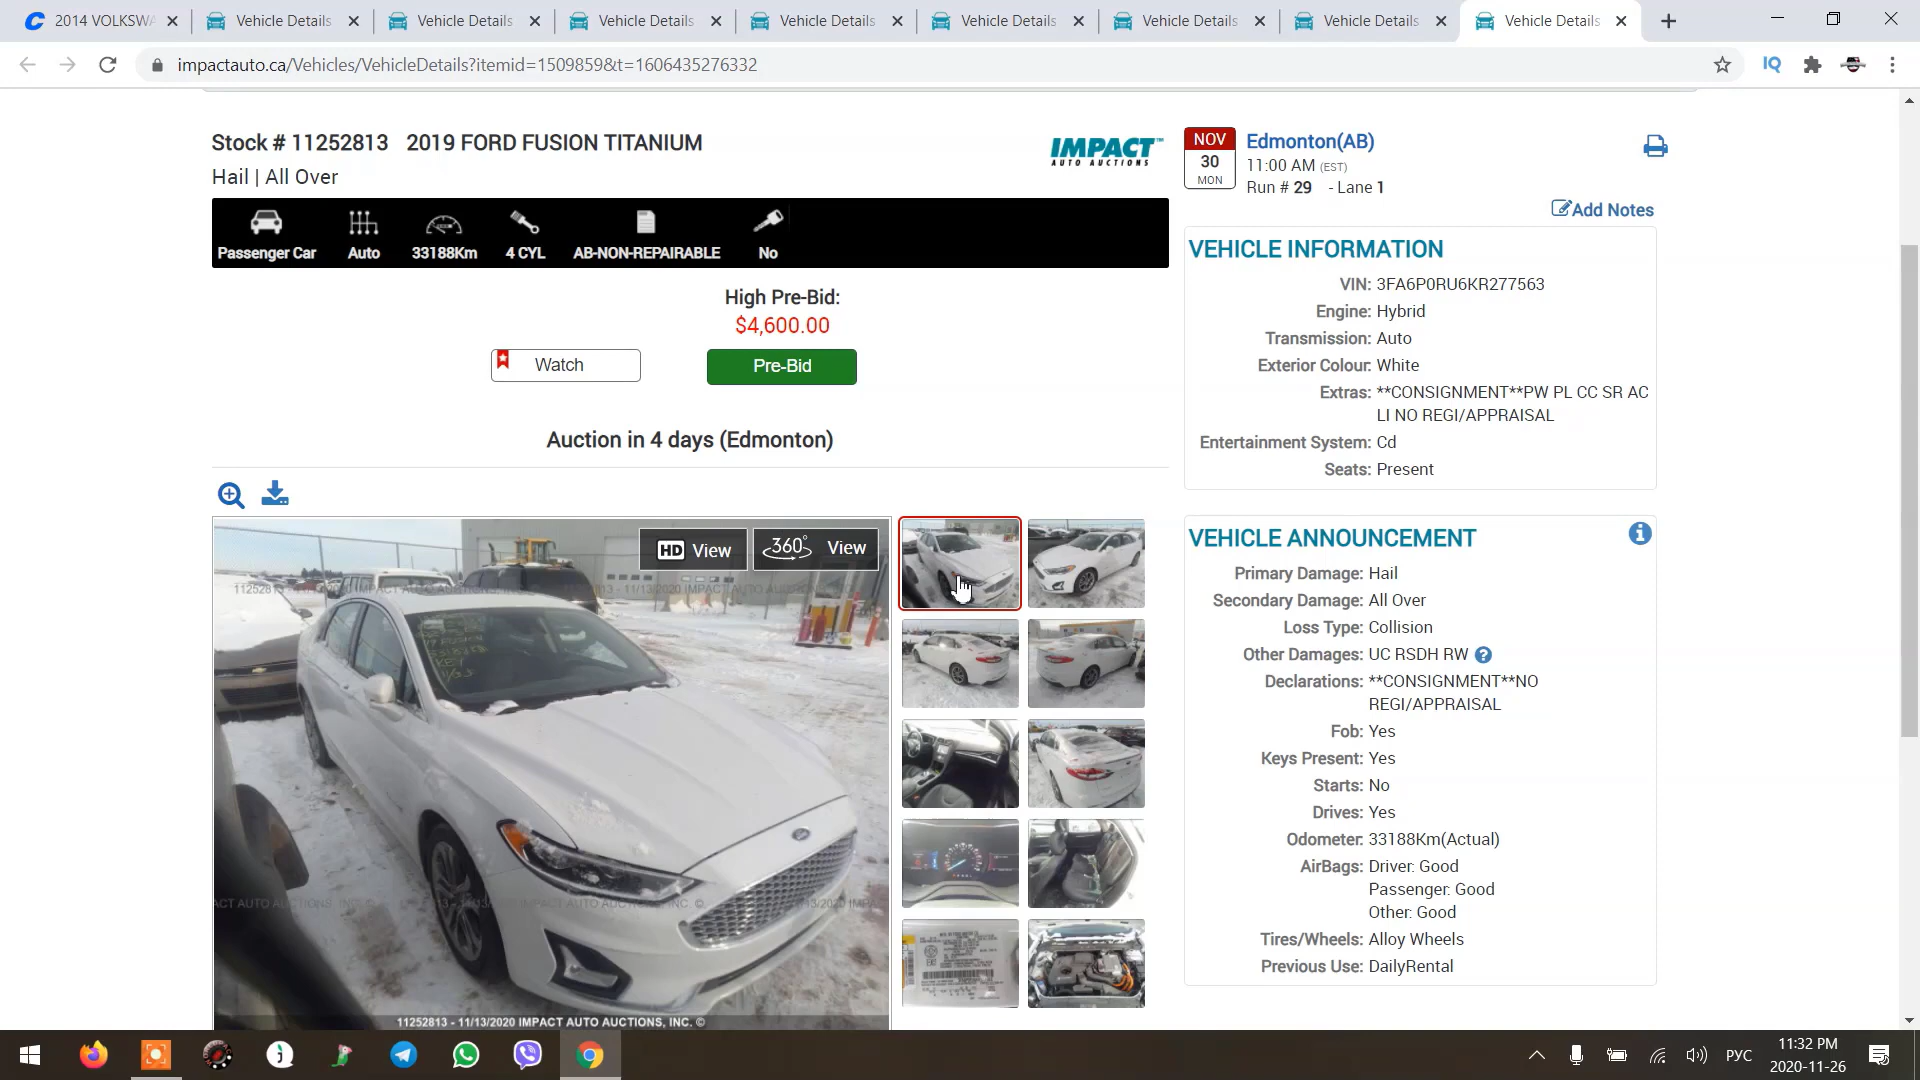 2014 VOLKSWA
Vehicle Details
Vehicle Details
Vehicle Details
Vehicle Details
Vehicle Details
Vehicle Details
Vehicle Details
Vehicle Details
impactauto.ca/Vehicles/VehicleDetails?itemid=1509859&t=1606435276332
IQ
Stock # 11252813 2019 FORD FUSION TITANIUM
Hail | All Over
IMPACT™
AUTO AUCTIONS
Passenger Car
Auto
33188Km
4 CYL
AB-NON-REPAIRABLE
No
High Pre-Bid:
$4,600.00
Watch
Pre-Bid
Auction in 4 days (Edmonton)
HD View
360° View
11252813 - 11/13/2020 IMPACT AUTO AUCTIONS, INC. ©
NOV
30
MON
Edmonton(AB)
11:00 AM (EST)
Run # 29 - Lane 1
Add Notes
VEHICLE INFORMATION
VIN: 3FA6P0RU6KR277563
Engine: Hybrid
Transmission: Auto
Exterior Colour: White
Extras: **CONSIGNMENT**PW PL CC SR AC
LI NO REGI/APPRAISAL
Entertainment System: Cd
Seats: Present
VEHICLE ANNOUNCEMENT
Primary Damage: Hail
Secondary Damage: All Over
Loss Type: Collision
Other Damages: UC RSDH RW
Declarations: **CONSIGNMENT**NO
REGI/APPRAISAL
Fob: Yes
Keys Present: Yes
Starts: No
Drives: Yes
Odometer: 33188Km(Actual)
AirBags: Driver: Good
Passenger: Good
Other: Good
Tires/Wheels: Alloy Wheels
Previous Use: DailyRental
РУС
11:32 PM
2020-11-26